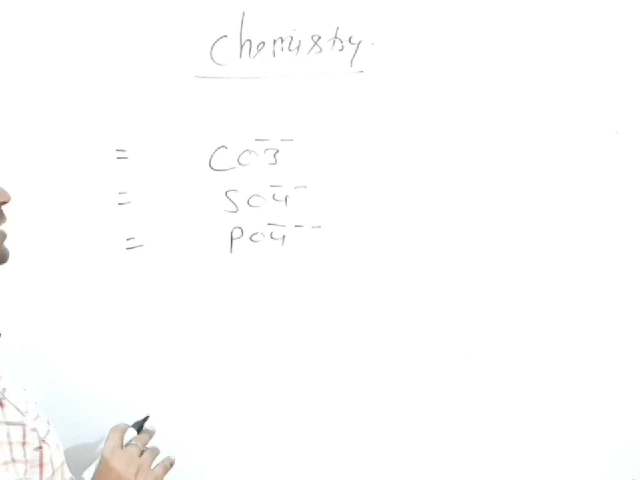 Chemistry.
= CO3--
= SO4--
= PO4---